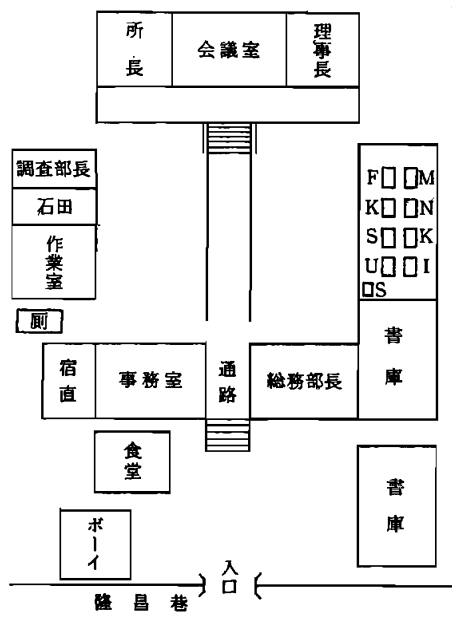 所長
会議室
理事長
調査部長
石田
作業室
厠
F M
K N
S K
U I
S
書庫
宿直
事務室
通路
総務部長
食堂
書庫
ボーイ
入口
隆昌巷